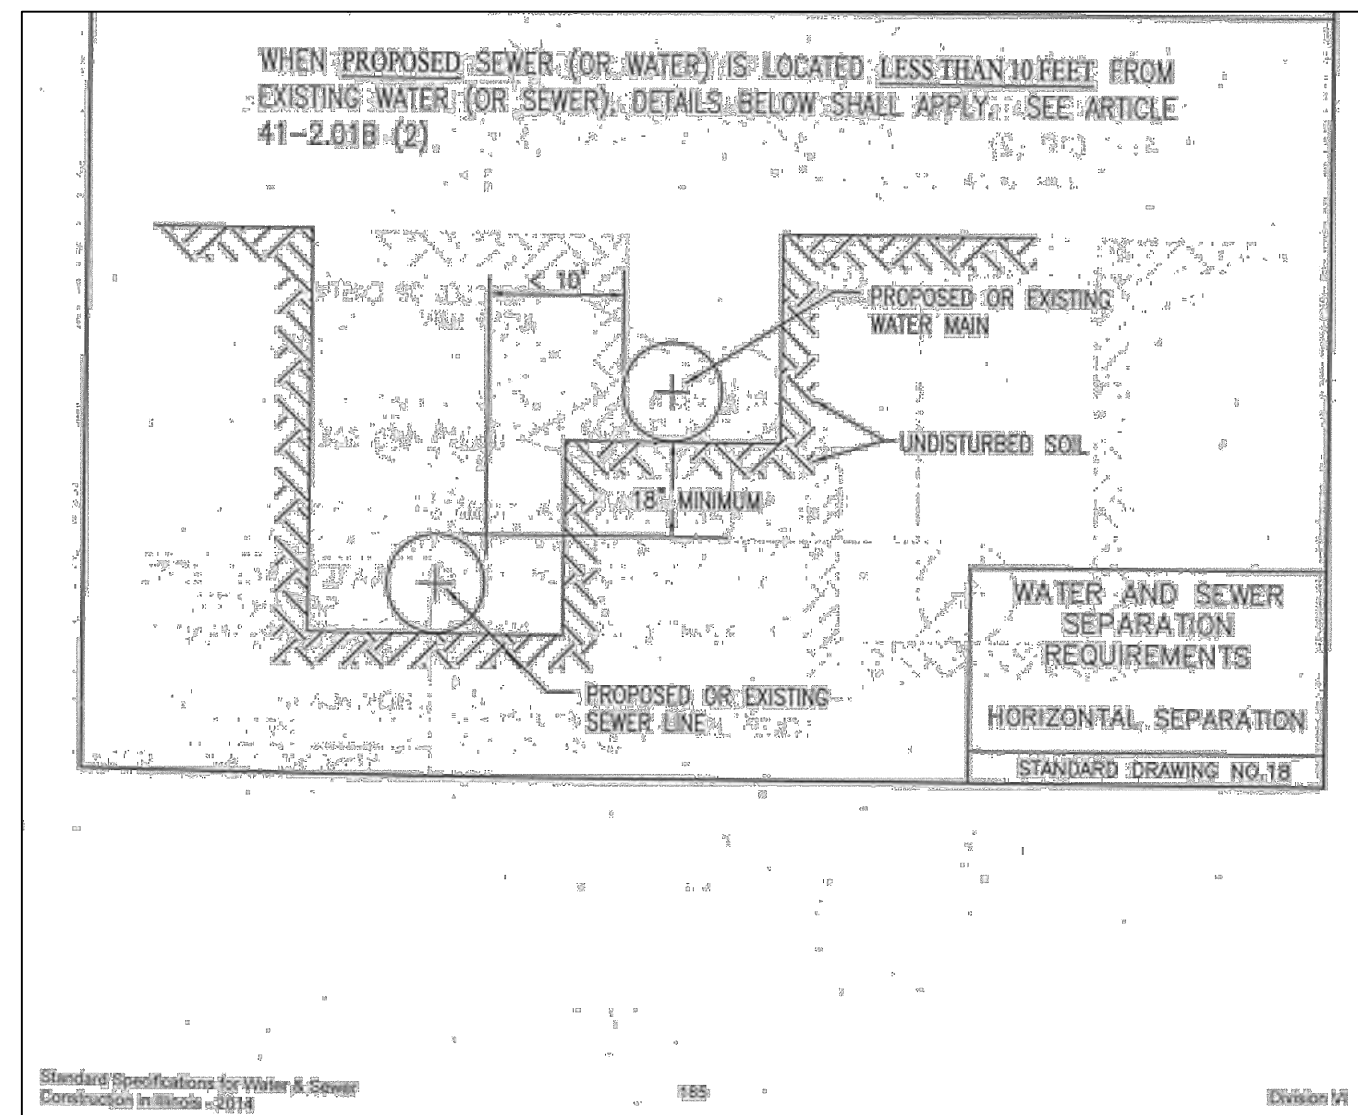 WHEN PROPOSED SEWER (OR WATER) IS LOCATED LESS THAN 10 FEET FROM
EXISTING WATER (OR SEWER), DETAILS BELOW SHALL APPLY. SEE ARTICLE
41-2.01B (2)
< 10'
PROPOSED OR EXISTING
WATER MAIN
UNDISTURBED SOIL
18" MINIMUM
PROPOSED OR EXISTING
SEWER LINE
WATER AND SEWER
SEPARATION
REQUIREMENTS
HORIZONTAL SEPARATION
STANDARD DRAWING NO.18
Standard Specifications for Water & Sewer
Construction in Illinois - 2014
185
Division VI